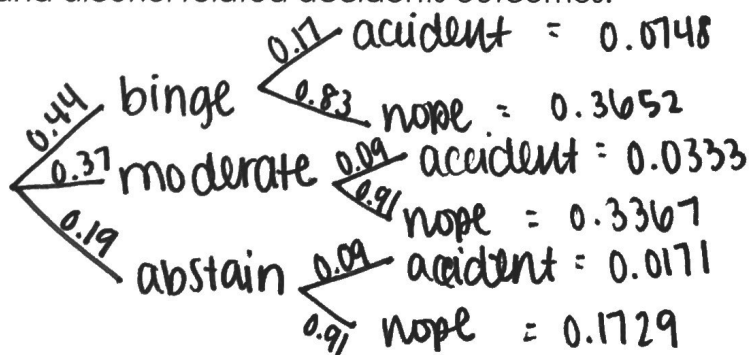 and alcohol related accidents outcomes.
0.17 accident = 0.0748
0.44 binge
0.83 nope = 0.3652
0.37 moderate 0.09 accident = 0.0333
0.91 nope = 0.3367
0.19 abstain 0.09 accident = 0.0171
0.91 nope = 0.1729